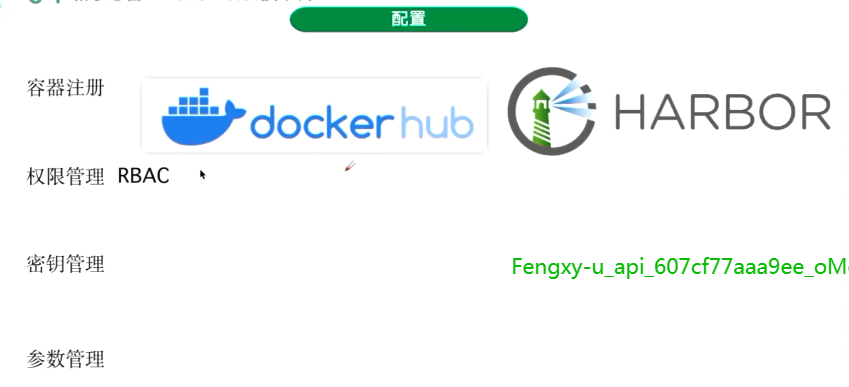 配置
容器注册
dockerhub
HARBOR
权限管理 RBAC
密钥管理
Fengxy-u_api_607cf77aaa9ee_oM
参数管理